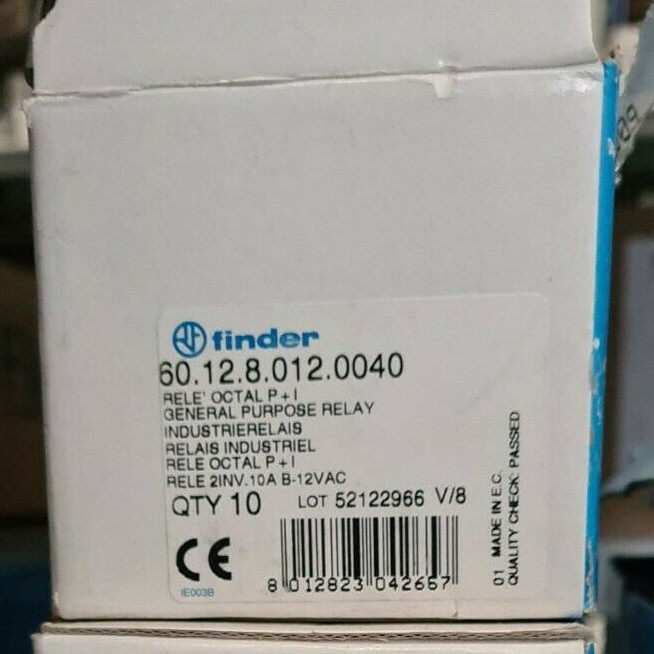 finder
60.12.8.012.0040
RELE' OCTAL P+I
GENERAL PURPOSE RELAY
INDUSTRIERELAIS
RELAIS INDUSTRIEL
RELE OCTAL P+I
RELE 2INV.10A B-12VAC
QTY 10 LOT 52122966 V/8
CE
IE003B
8 012823 042667
01 MADE IN E.C.
QUALITY CHECK: PASSED